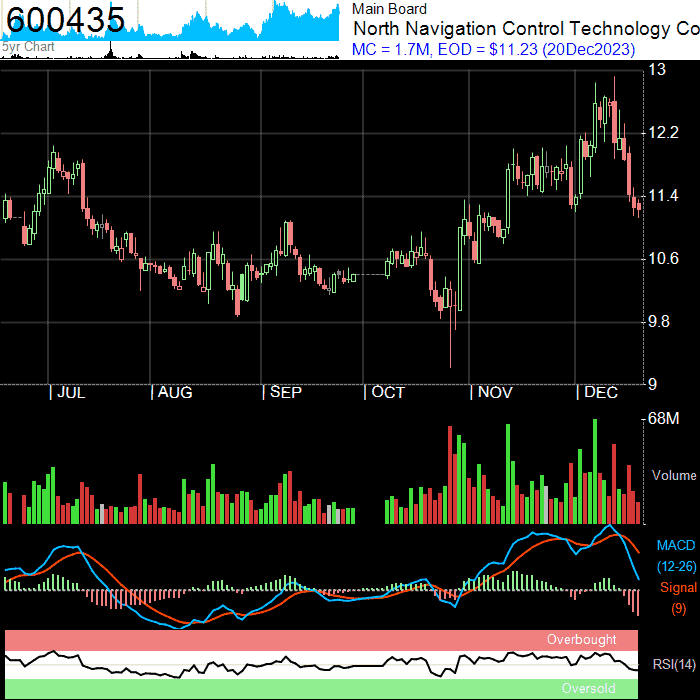 600435
5yr Chart
Main Board
North Navigation Control Technology Co
MC = 1.7M, EOD = $11.23 (20Dec2023)
13
12.2
11.4
10.6
9.8
9
JUL
AUG
SEP
OCT
NOV
DEC
68M
Volume
MACD
(12-26)
Signal
(9)
Overbought
RSI(14)
Oversold